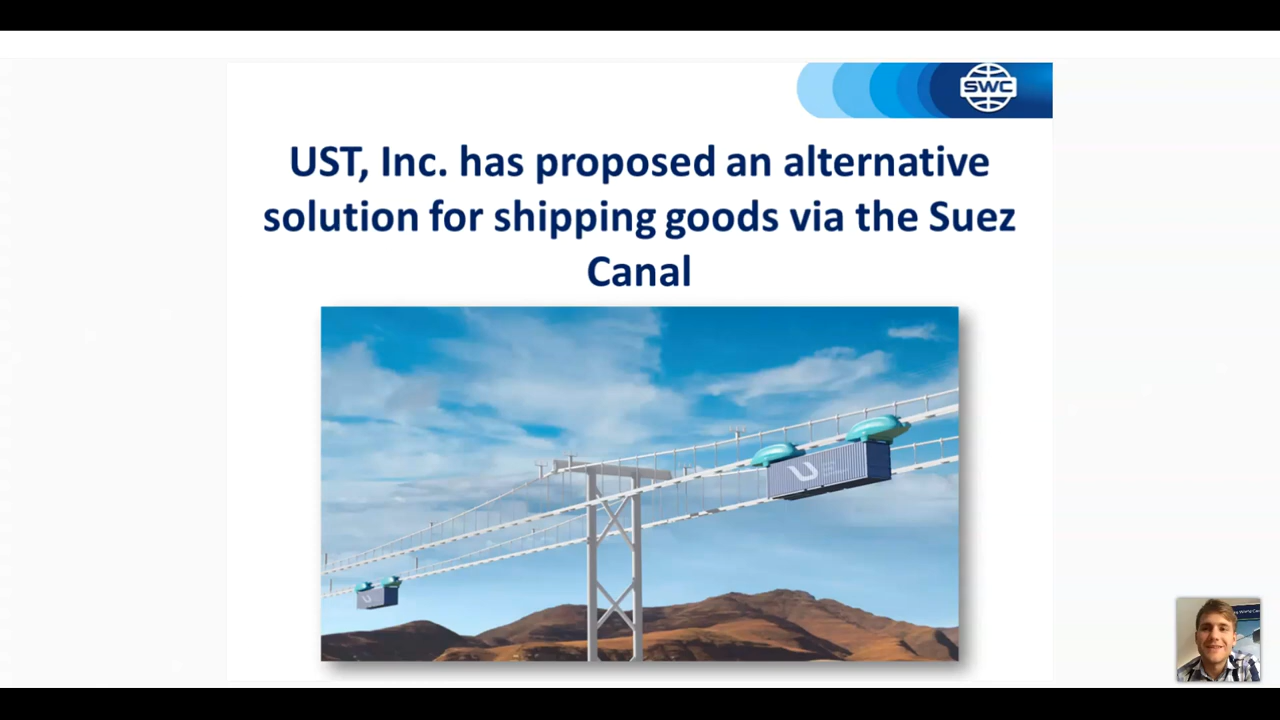 SWC
UST, Inc. has proposed an alternative
solution for shipping goods via the Suez
Canal
U